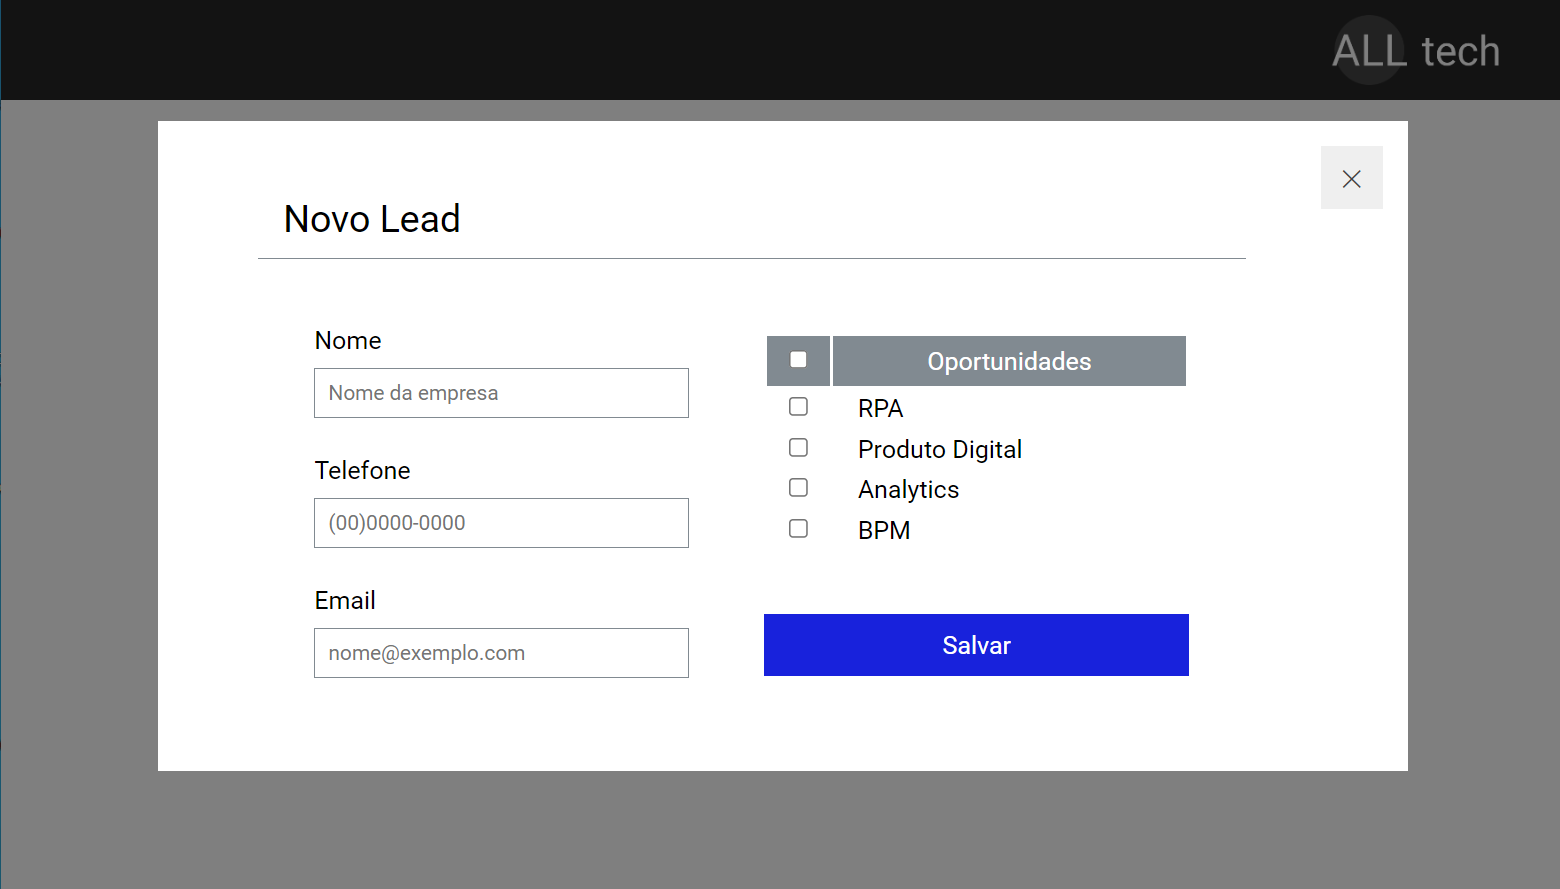 ALL tech
Novo Lead
Nome
Nome da empresa
Telefone
(00)0000-0000
Email
nome@exemplo.com
Oportunidades
RPA
Produto Digital
Analytics
BPM
Salvar